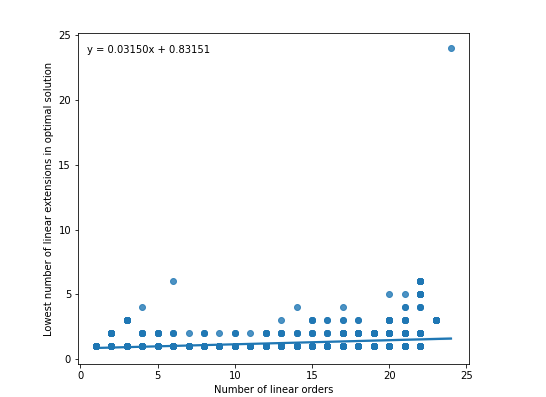 25
y = 0.03150x + 0.83151
20
15
10
5
0
Lowest number of linear extensions in optimal solution
0 5 10 15 20 25
Number of linear orders